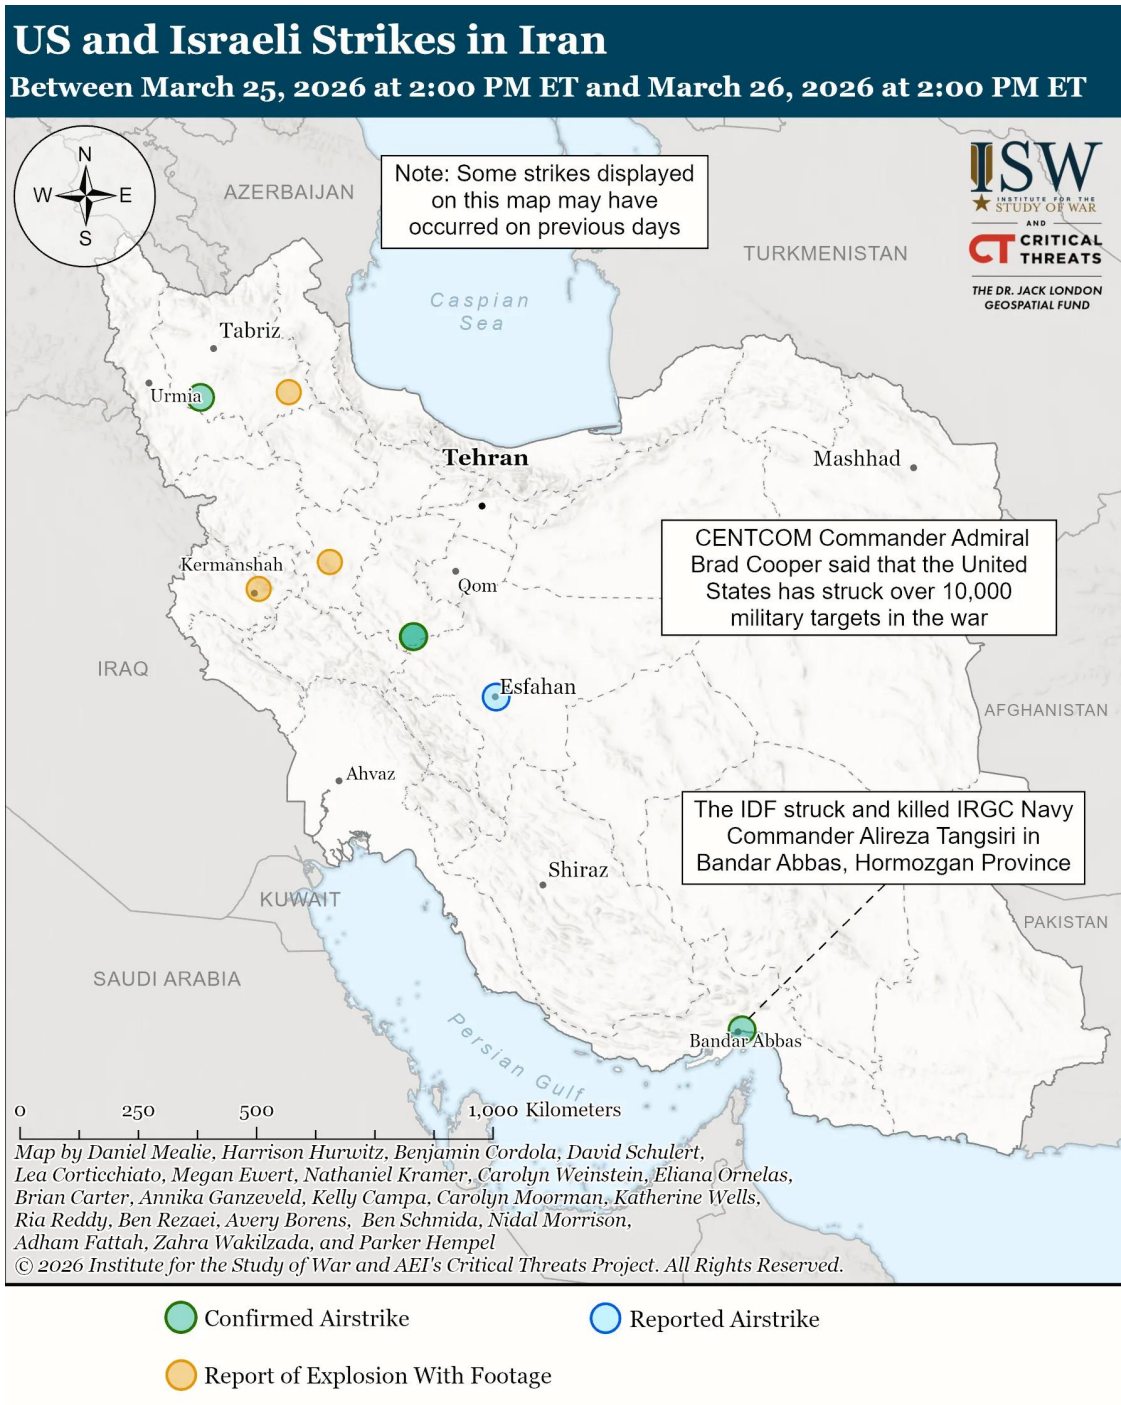 US and Israeli Strikes in Iran
Between March 25, 2026 at 2:00 PM ET and March 26, 2026 at 2:00 PM ET
N
W
E
S
AZERBAIJAN
Note: Some strikes displayed
on this map may have
occurred on previous days
TURKMENISTAN
ISW
INSTITUTE FOR THE
STUDY OF WAR
AND
CT CRITICAL
THREATS
THE DR. JACK LONDON
GEOSPATIAL FUND
Caspian
Sea
Tabriz
Urmia
Tehran
Mashhad
CENTCOM Commander Admiral
Brad Cooper said that the United
States has struck over 10,000
military targets in the war
Kermanshah
Qom
IRAQ
Esfahan
AFGHANISTAN
Ahvaz
The IDF struck and killed IRGC Navy
Commander Alireza Tangsiri in
Bandar Abbas, Hormozgan Province
Shiraz
KUWAIT
PAKISTAN
SAUDI ARABIA
Bandar Abbas
Persian Gulf
0 250 500 1,000 Kilometers
Map by Daniel Mealie, Harrison Hurwitz, Benjamin Cordola, David Schulert,
Lea Corticchiato, Megan Ewert, Nathaniel Kramer, Carolyn Weinstein, Eliana Ornelas,
Brian Carter, Annika Ganzeveld, Kelly Campa, Carolyn Moorman, Katherine Wells,
Ria Reddy, Ben Rezaei, Avery Borens, Ben Schmida, Nidal Morrison,
Adham Fattah, Zahra Wakilzada, and Parker Hempel
© 2026 Institute for the Study of War and AEI's Critical Threats Project. All Rights Reserved.
Confirmed Airstrike
Reported Airstrike
Report of Explosion With Footage